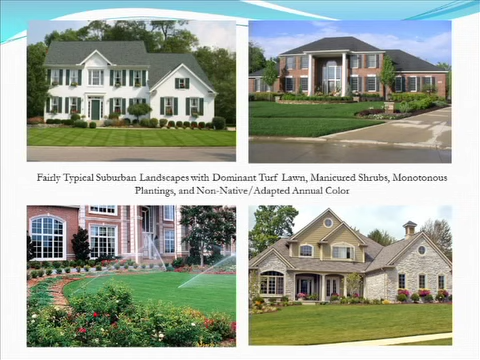 Fairly Typical Suburban Landscapes with Dominant Turf Lawn, Manicured Shrubs, Monotonous
Plantings, and Non-Native/Adapted Annual Color